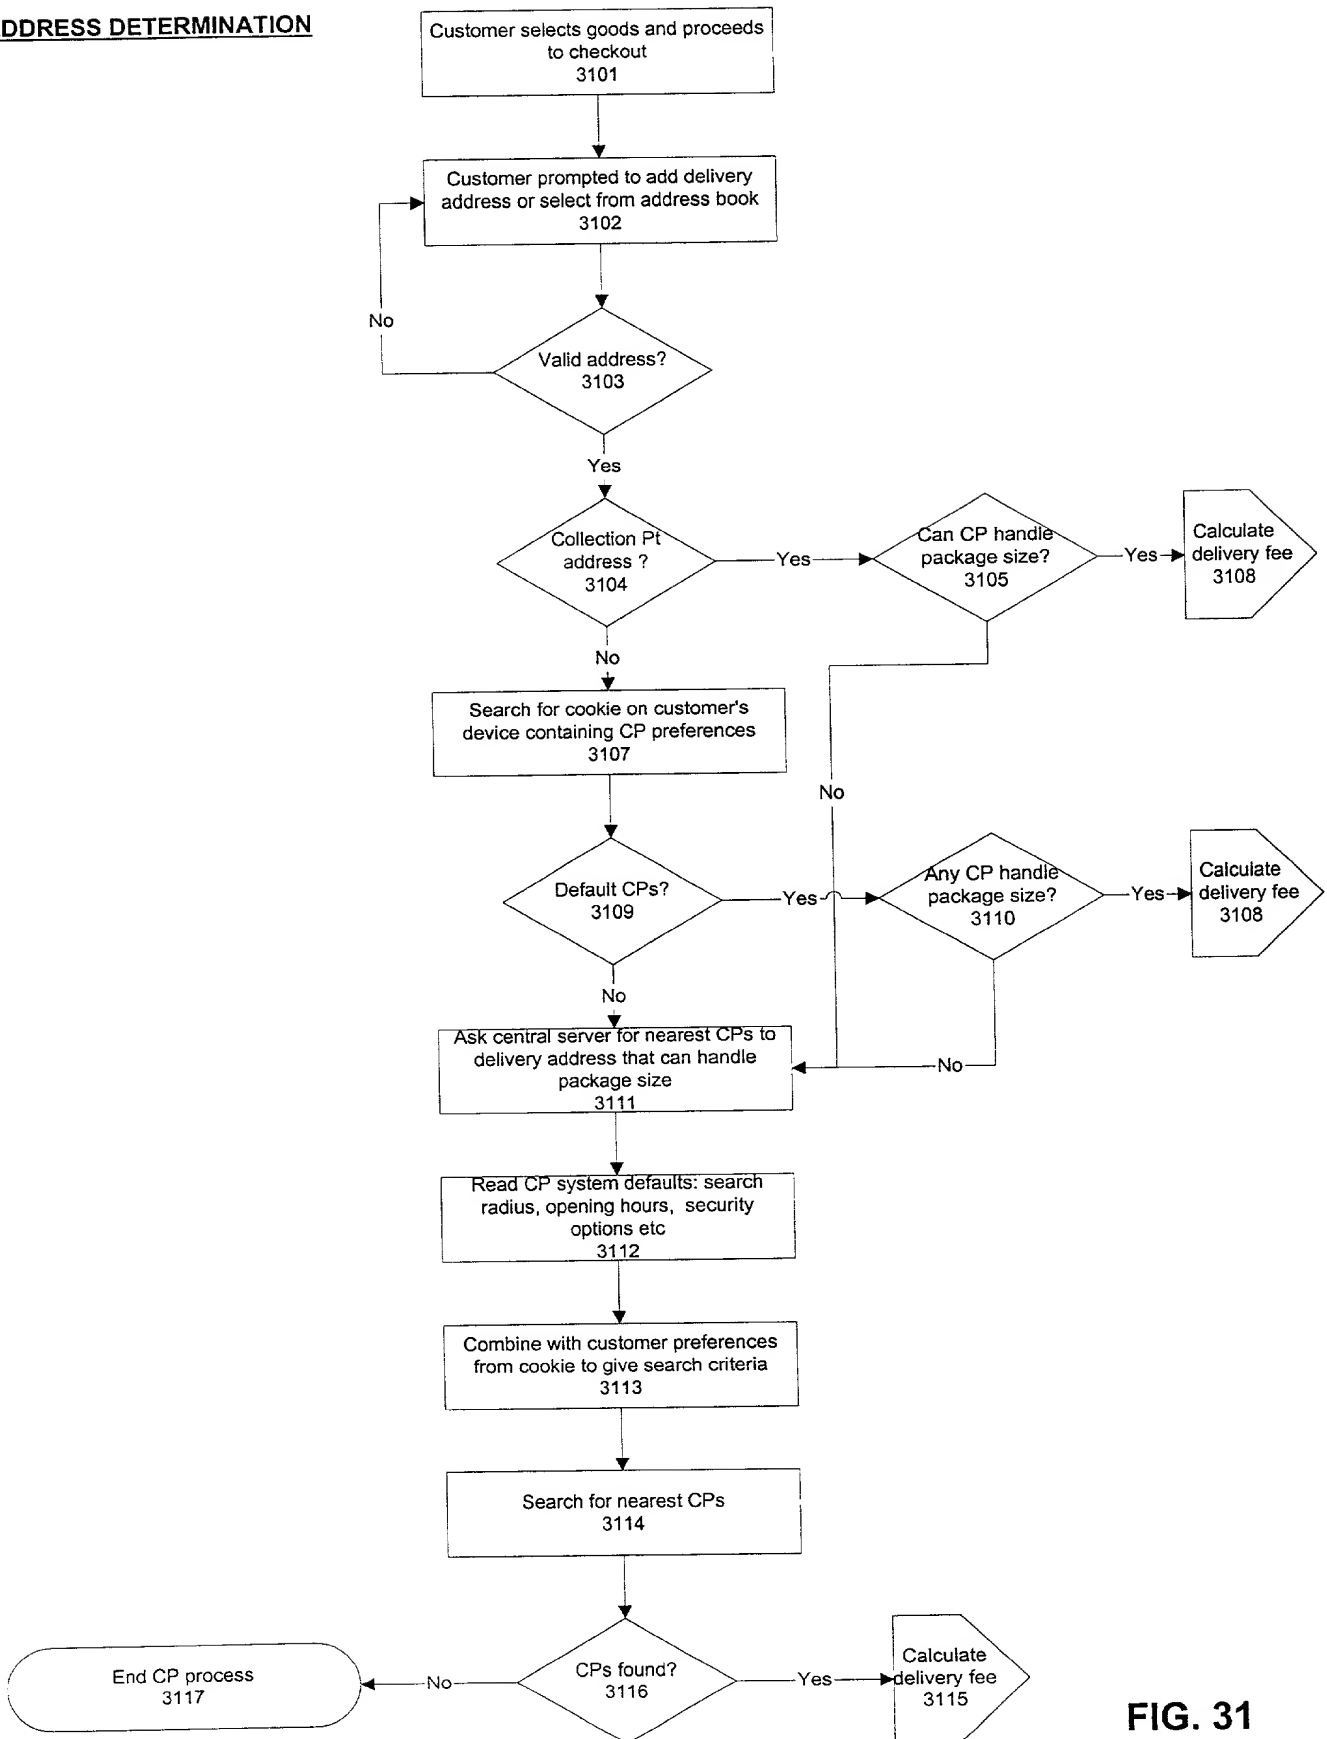 DDRESS DETERMINATION
Customer selects goods and proceeds
to checkout
3101
Customer prompted to add delivery
address or select from address book
3102
No
Valid address?
3103
Yes
Collection Pt
address ?
3104
Yes
Can CP handle
package size?
3105
Yes
Calculate
delivery fee
3108
No
Search for cookie on customer's
device containing CP preferences
3107
No
Default CPs?
3109
Yes
Any CP handle
package size?
3110
Yes
Calculate
delivery fee
3108
No
Ask central server for nearest CPs to
delivery address that can handle
package size
3111
No
Read CP system defaults: search
radius, opening hours, security
options etc
3112
Combine with customer preferences
from cookie to give search criteria
3113
Search for nearest CPs
3114
End CP process
3117
No
CPs found?
3116
Yes
Calculate
delivery fee
3115
FIG. 31